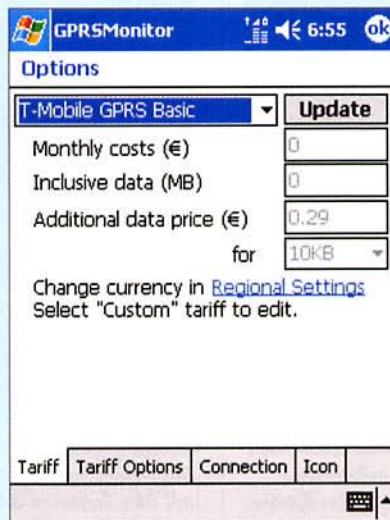 GPRSMonitor 6:55 ok
Options
T-Mobile GPRS Basic Update
Monthly costs (€) 0
Inclusive data (MB) 0
Additional data price (€) 0.29
for 10KB
Change currency in Regional Settings
Select "Custom" tariff to edit.
Tariff Tariff Options Connection Icon